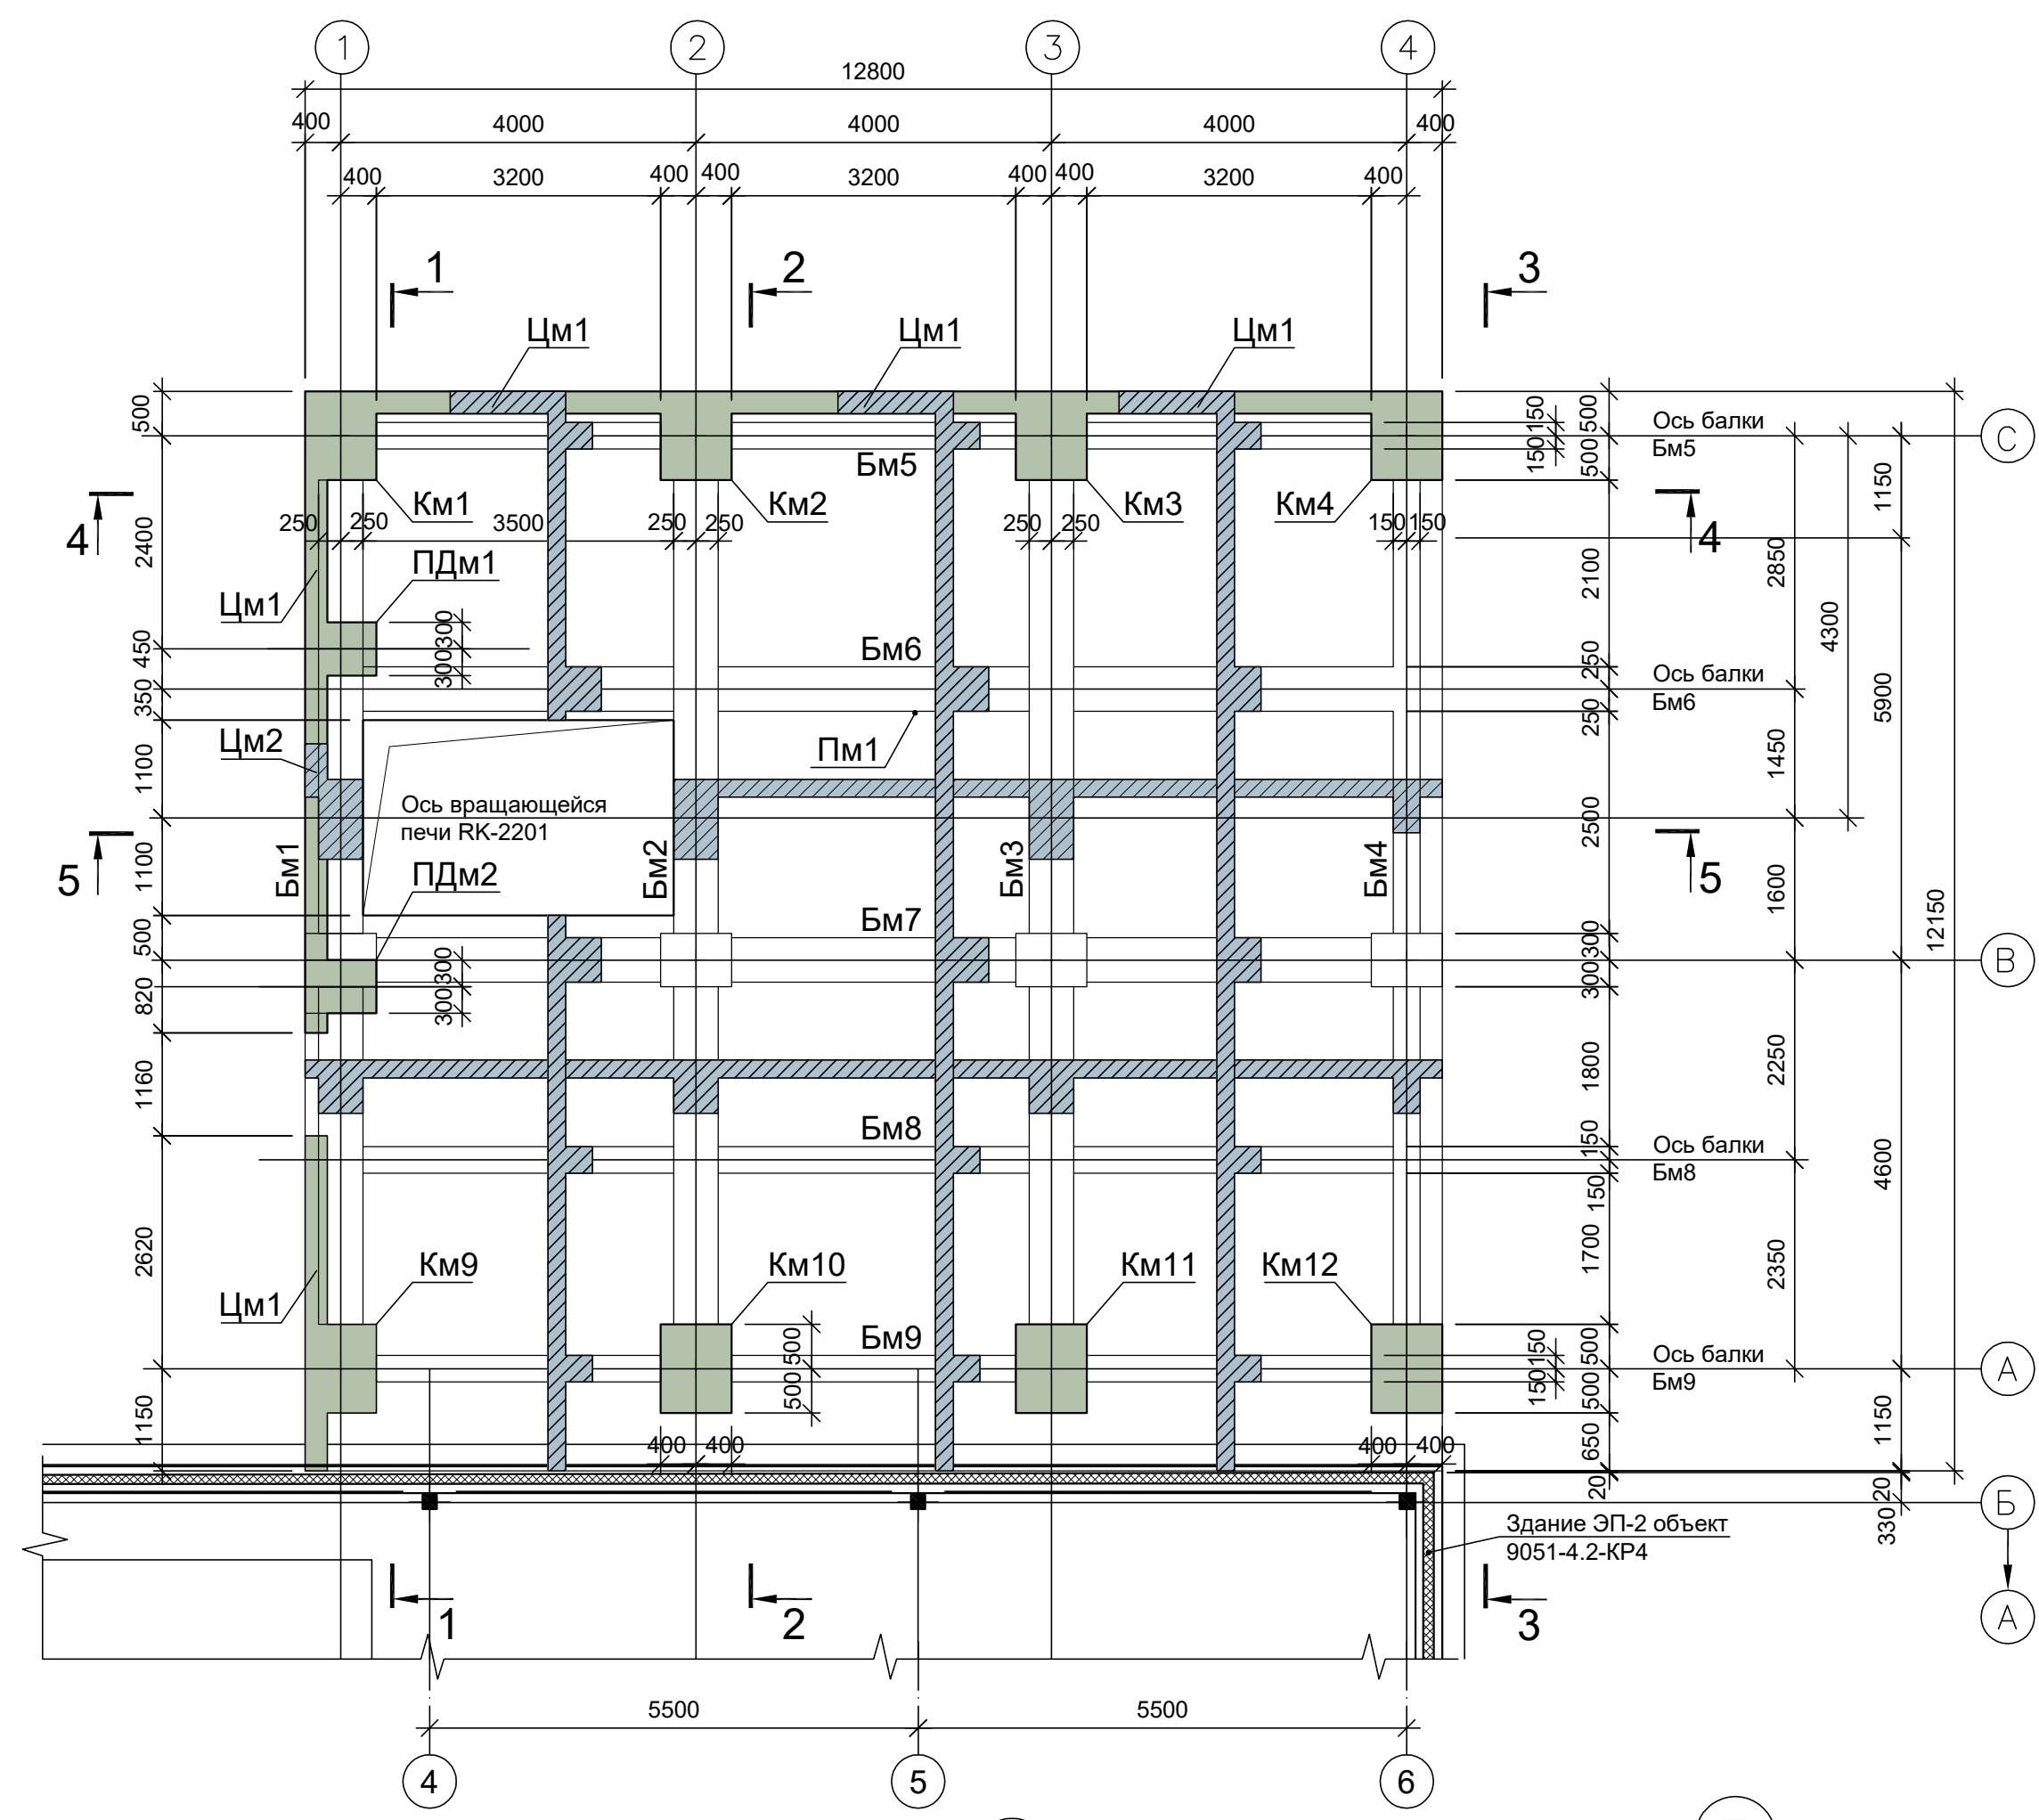 1 2 3 4
12800
400 4000 4000 4000 400
400 3200 400 400 3200 400 400 3200 400
1 2 3
Цм1 Цм1 Цм1
500 150 500 Ось балки С
Бм5 150 500 Бм5 1150
Км1 Км2 Км3 Км4
4 4
250 250 3500 250 250 250 250 150 150
2400 ПДм1 2100 2850
Цм1
300 4300
450 Бм6 250 Ось балки
300
350 250 Бм6 5900
Цм2 Пм1
1100 1450
Ось вращающейся
печи RK-2201
2500
5 Бм1 Бм2 Бм3 Бм4 5
1100 ПДм2 1600
Бм7 12150
500 300 300 В
820 300 300
1160 1800 2250
Бм8 150 Ось балки
4600
150 Бм8
2620 Км9 Км10 Км11 Км12 1700 2350
Цм1
Бм9 500 150 500 Ось балки
А
500 150 500 Бм9
1150 400 400 400 400 650 1150
20 20 Б
Здание ЭП-2 объект 330
9051-4.2-КР4
1 2 3 А
5500 5500
4 5 6